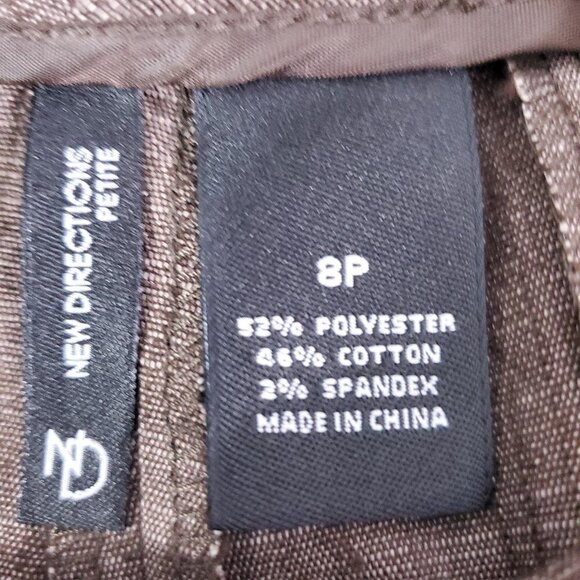 NEW DIRECTIONS
PETITE
ND
8P
52% POLYESTER
46% COTTON
2% SPANDEX
MADE IN CHINA